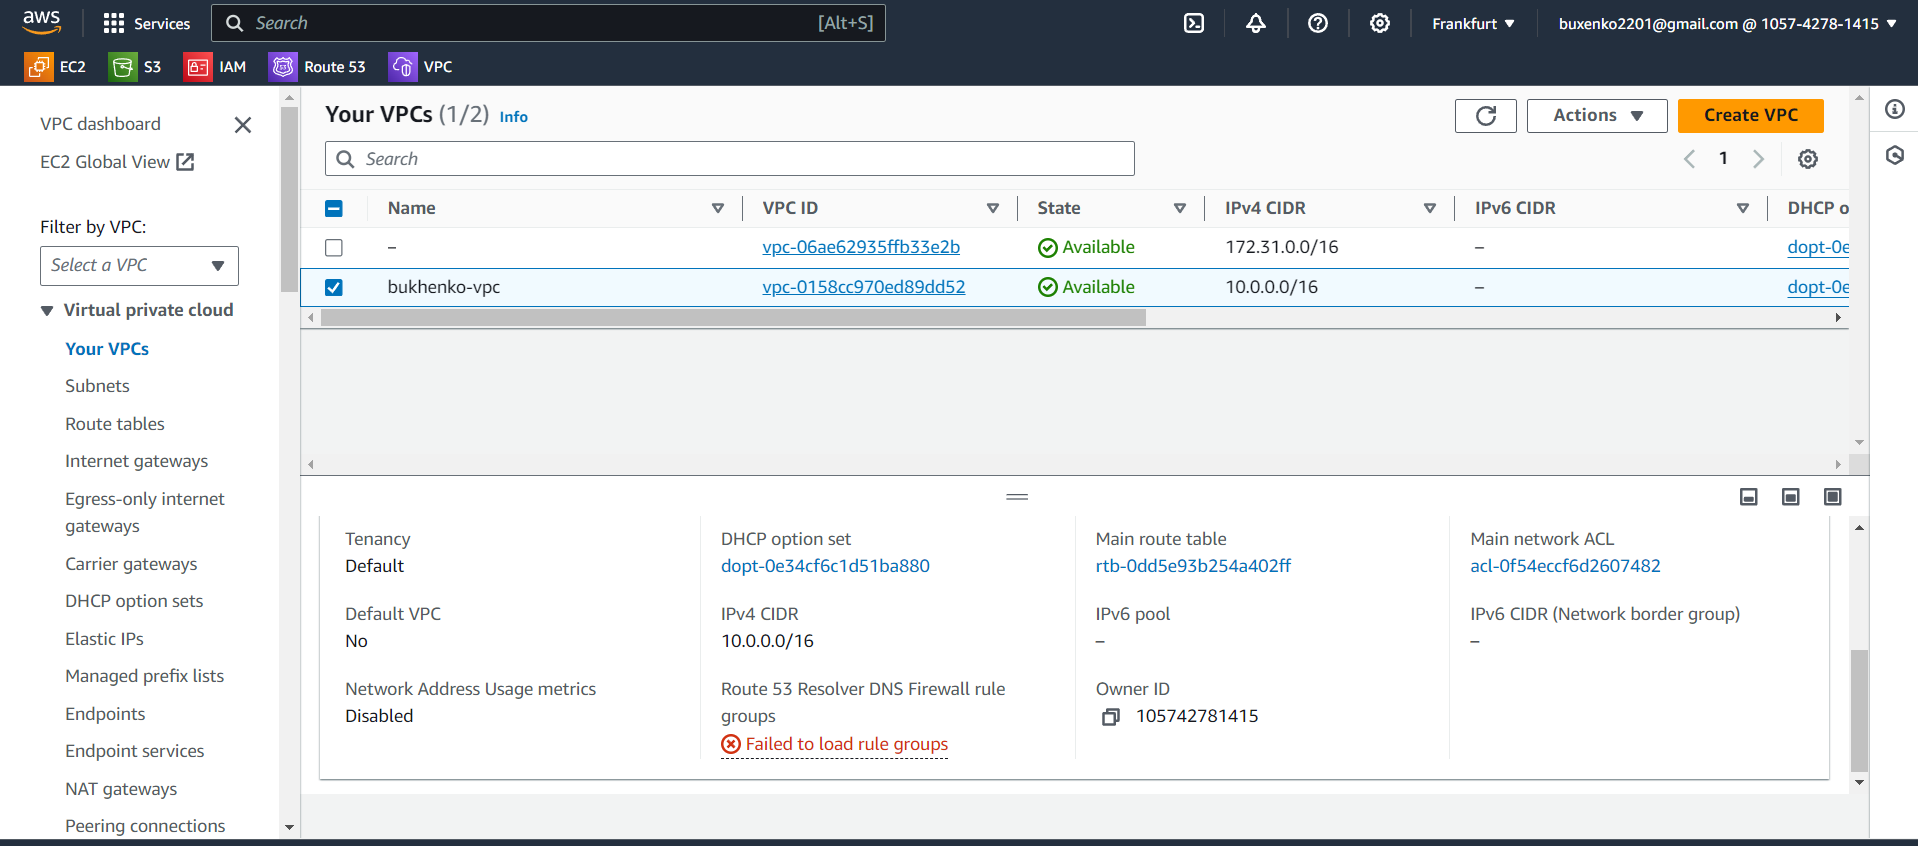 aws Services Search [Alt+S] Frankfurt buxenko2201@gmail.com @ 1057-4278-1415
EC2 S3 IAM Route 53 VPC
VPC dashboard
EC2 Global View
Filter by VPC:
Select a VPC
Virtual private cloud
Your VPCs
Subnets
Route tables
Internet gateways
Egress-only internet
gateways
Carrier gateways
DHCP option sets
Elastic IPs
Managed prefix lists
Endpoints
Endpoint services
NAT gateways
Peering connections
Your VPCs (1/2) Info Actions Create VPC
Search 1
Name VPC ID State IPv4 CIDR IPv6 CIDR DHCP o
– vpc-06ae62935ffb33e2b Available 172.31.0.0/16 – dopt-0e
bukhenko-vpc vpc-0158cc970ed89dd52 Available 10.0.0.0/16 – dopt-0e
Tenancy
Default
DHCP option set
dopt-0e34cf6c1d51ba880
Main route table
rtb-0dd5e93b254a402ff
Main network ACL
acl-0f54eccf6d2607482
Default VPC
No
IPv4 CIDR
10.0.0.0/16
IPv6 pool
–
IPv6 CIDR (Network border group)
–
Network Address Usage metrics
Disabled
Route 53 Resolver DNS Firewall rule
groups
Failed to load rule groups
Owner ID
105742781415